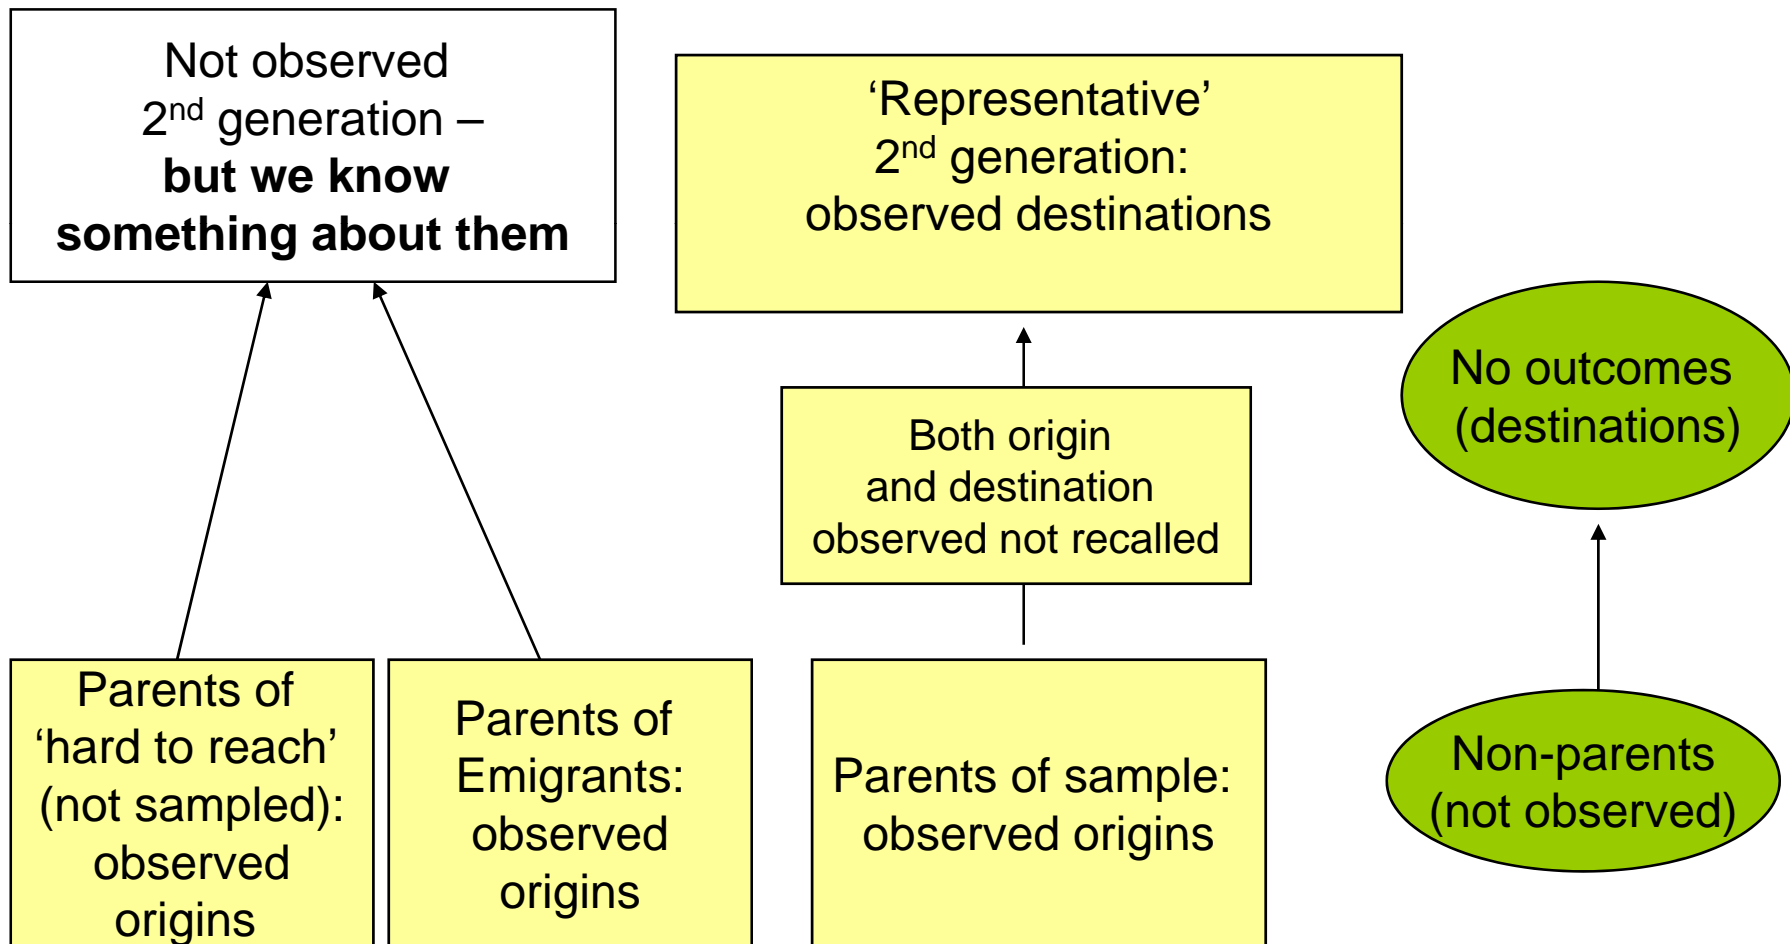 Not observed
2nd generation –
but we know
something about them
‘Representative’
2nd generation:
observed destinations
No outcomes
(destinations)
Both origin
and destination
observed not recalled
Parents of
‘hard to reach’
(not sampled):
observed
origins
Parents of
Emigrants:
observed
origins
Parents of sample:
observed origins
Non-parents
(not observed)